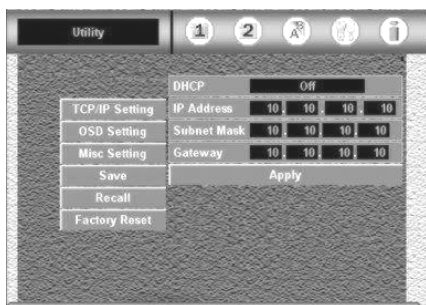 Utility
1 2 A B i
DHCP Off
TCP/IP Setting IP Address 10 . 10 . 10 . 10
OSD Setting Subnet Mask 10 . 10 . 10 . 10
Misc Setting Gateway 10 . 10 . 10 . 10
Save Apply
Recall
Factory Reset